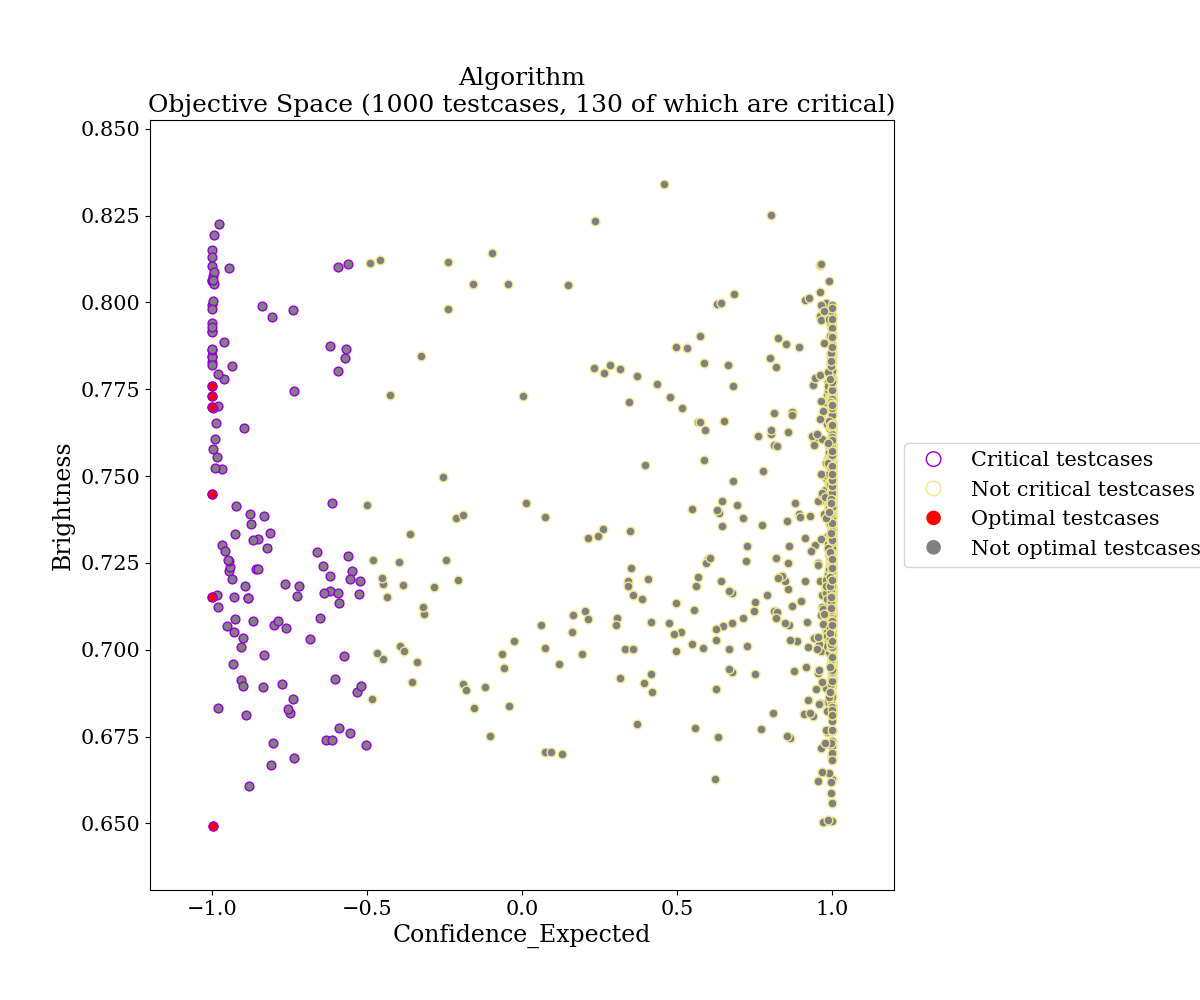 Algorithm
Objective Space (1000 testcases, 130 of which are critical)
0.850
0.825
0.800
0.775
0.750
0.725
0.700
0.675
0.650
Brightness
−1.0
−0.5
0.0
0.5
1.0
Confidence_Expected
Critical testcases
Not critical testcases
Optimal testcases
Not optimal testcases